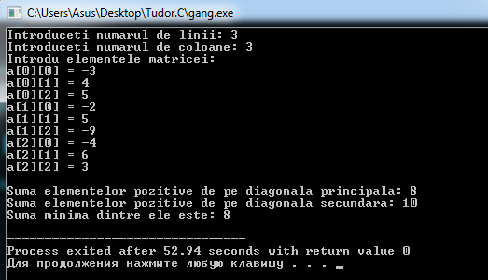 C:\Users\Asus\Desktop\Tudor.C\gang.exe
Introduceti numarul de linii: 3
Introduceti numarul de coloane: 3
Introdu elementele matricei:
a[0][0] = -3
a[0][1] = 4
a[0][2] = 5
a[1][0] = -2
a[1][1] = 5
a[1][2] = -9
a[2][0] = -4
a[2][1] = 6
a[2][2] = 3
Suma elementelor pozitive de pe diagonala principala: 8
Suma elementelor pozitive de pe diagonala secundara: 10
Suma minima dintre ele este: 8
--------------------------------
Process exited after 52.94 seconds with return value 0
Для продолжения нажмите любую клавишу . . .